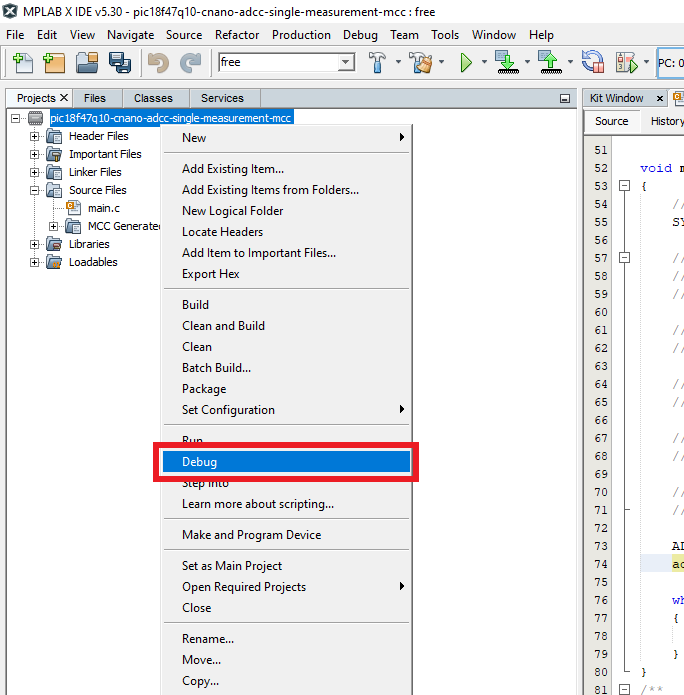 MPLAB X IDE v5.30 - pic18f47q10-cnano-adcc-single-measurement-mcc : free
File Edit View Navigate Source Refactor Production Debug Team Tools Window Help
free
PC: 0
Projects Files Classes Services
Kit Window
Source History
pic18f47q10-cnano-adcc-single-measurement-mcc
Header Files
Important Files
Linker Files
Source Files
main.c
MCC Generated
Libraries
Loadables
New
Add Existing Item...
Add Existing Items from Folders...
New Logical Folder
Locate Headers
Add Item to Important Files...
Export Hex
Build
Clean and Build
Clean
Batch Build...
Package
Set Configuration
Run
Debug
Step Into
Learn more about scripting...
Make and Program Device
Set as Main Project
Open Required Projects
Close
Rename...
Move...
Copy...
51
52 void m
53 {
54 //
55 SY
56
57 //
58 //
59 //
60
61 //
62 //
63
64 //
65 //
66
67 //
68 //
69
70 //
71 //
72
73 AD
74 ad
75
76 wh
77 {
78
79 }
80 }
81 /**